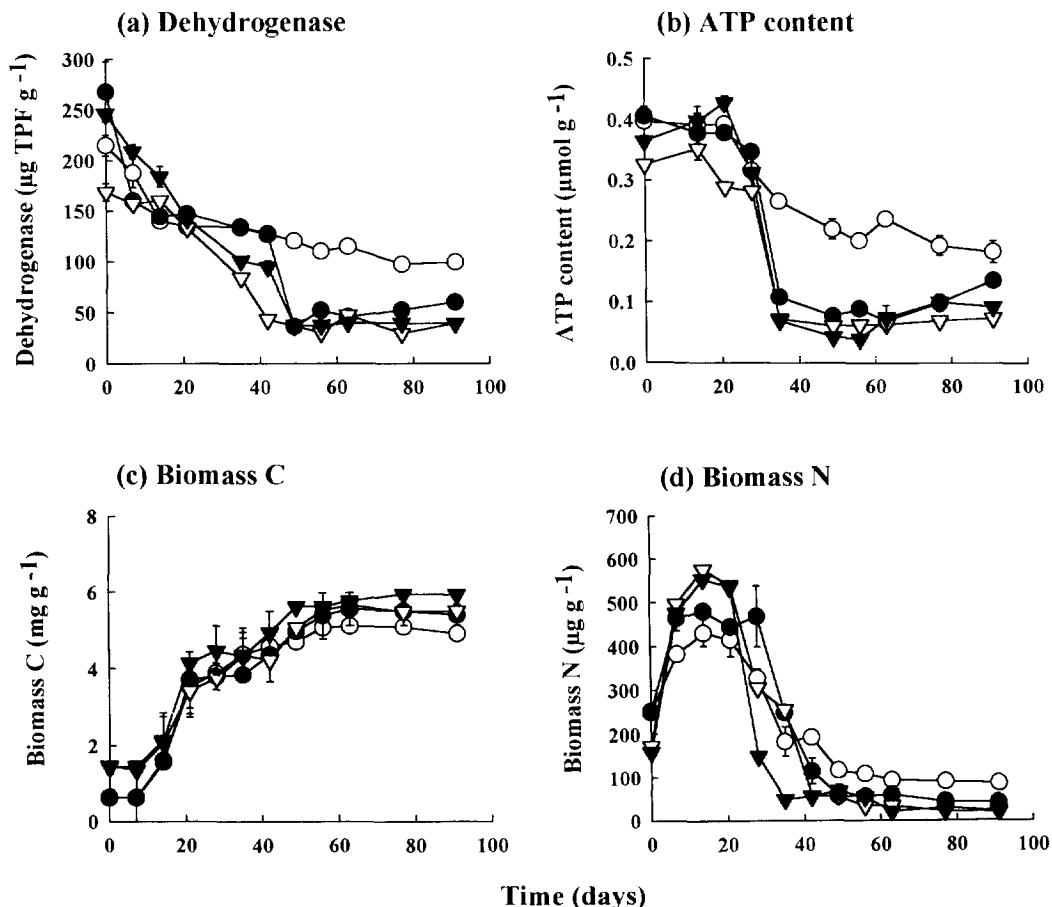 (a) Dehydrogenase
(b) ATP content
Dehydrogenase (µg TPF g⁻¹)
300
250
200
150
100
50
0
0 20 40 60 80 100
ATP content (µmol g⁻¹)
0.5
0.4
0.3
0.2
0.1
0.0
0 20 40 60 80 100
(c) Biomass C
(d) Biomass N
Biomass C (mg g⁻¹)
8
6
4
2
0
0 20 40 60 80 100
Biomass N (µg g⁻¹)
700
600
500
400
300
200
100
0
0 20 40 60 80 100
Time (days)